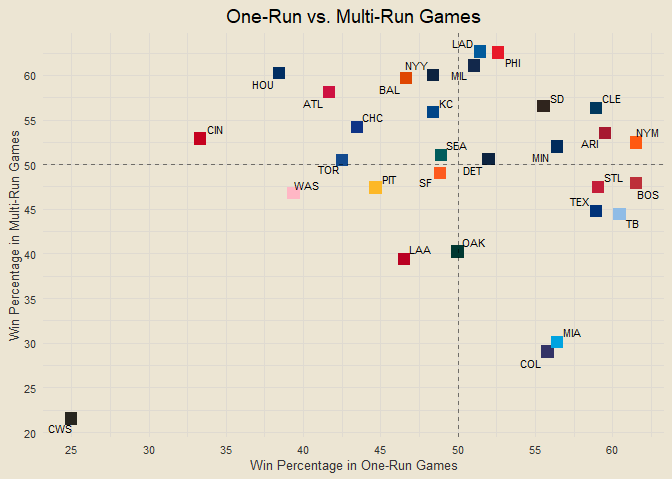 One-Run vs. Multi-Run Games
LAD
PHI
HOU
NYY
MIL
BAL
ATL
SD
CLE
KC
CHC
CIN
NYM
ARI
SEA
MIN
TOR
DET
SF
PIT
STL
WAS
BOS
TEX
TB
OAK
LAA
MIA
COL
CWS
Win Percentage in Multi-Run Games
60
55
50
45
40
35
30
25
20
25 30 35 40 45 50 55 60
Win Percentage in One-Run Games